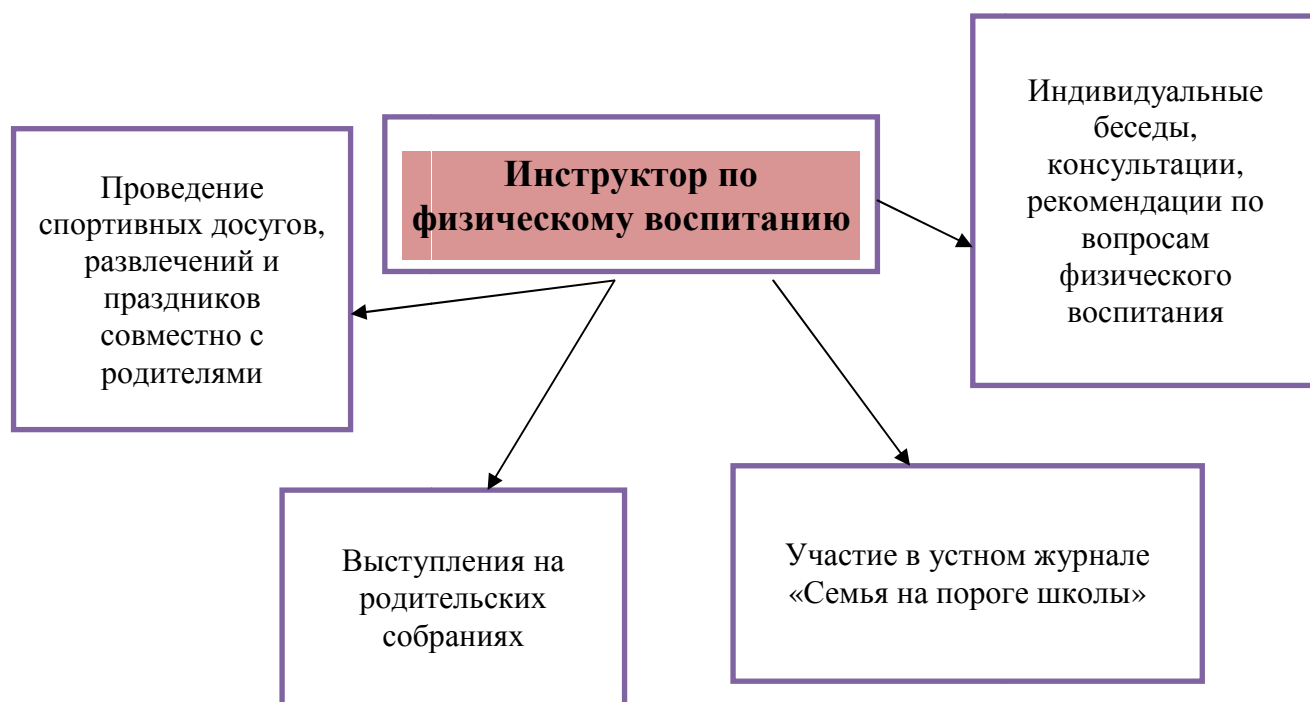 Инструктор по
физическому воспитанию
Проведение
спортивных досугов,
развлечений и
праздников
совместно с
родителями
Индивидуальные
беседы,
консультации,
рекомендации по
вопросам
физического
воспитания
Выступления на
родительских
собраниях
Участие в устном журнале
«Семья на пороге школы»